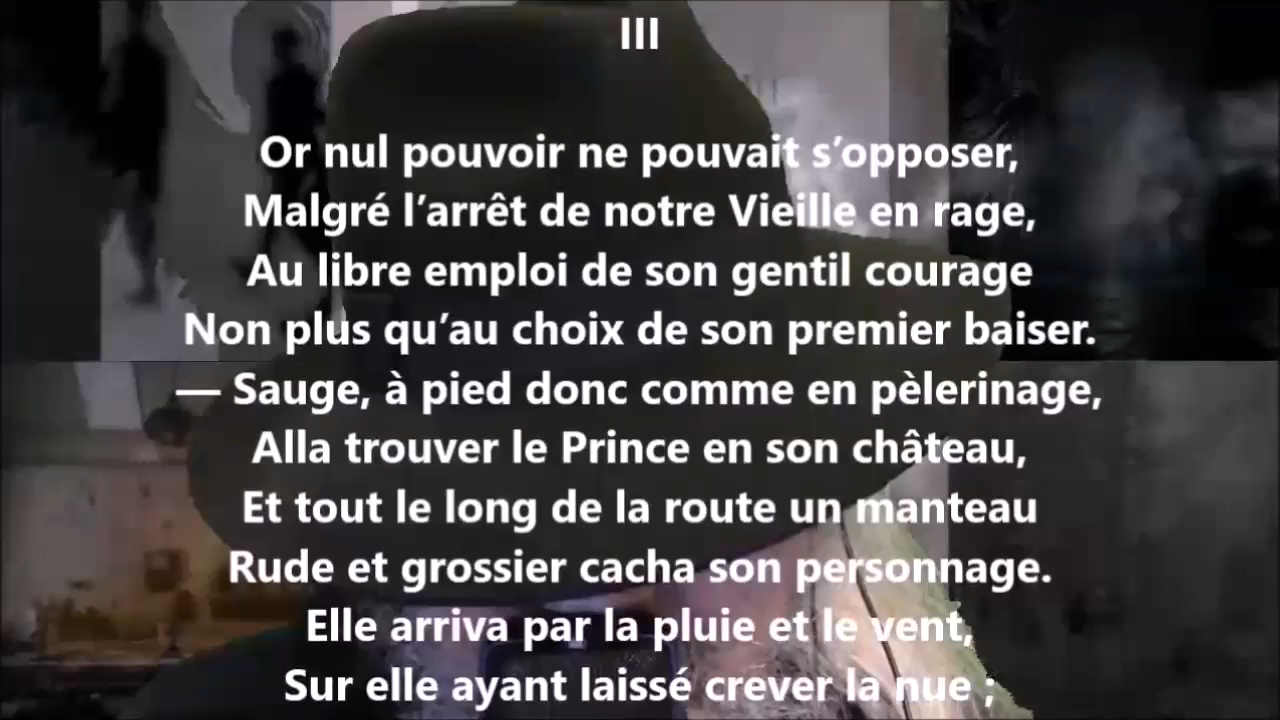 III
Or nul pouvoir ne pouvait s’opposer,
Malgré l’arrêt de notre Vieille en rage,
Au libre emploi de son gentil courage
Non plus qu’au choix de son premier baiser.
— Sauge, à pied donc comme en pèlerinage,
Alla trouver le Prince en son château,
Et tout le long de la route un manteau
Rude et grossier cacha son personnage.
Elle arriva par la pluie et le vent,
Sur elle ayant laissé crever la nue ;